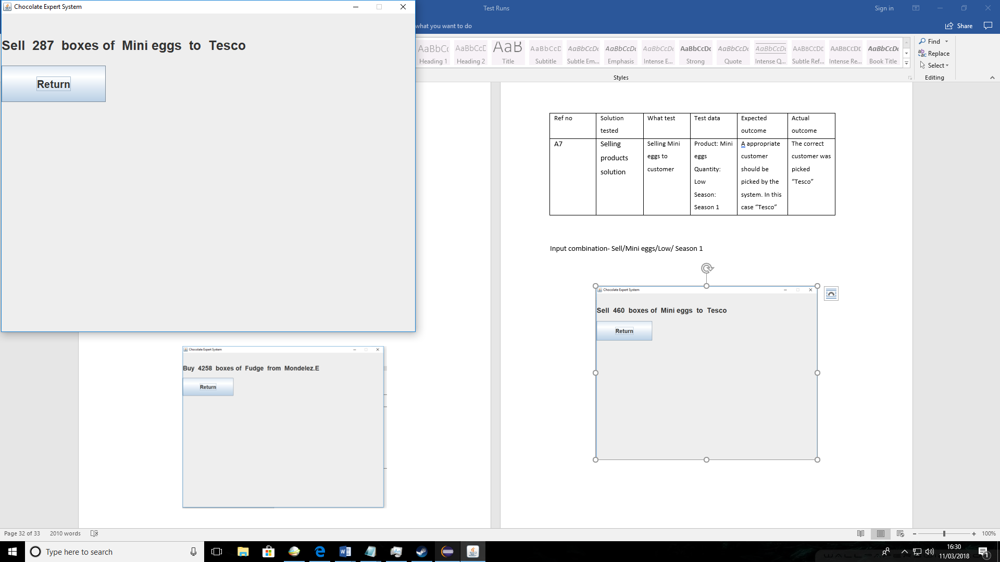 Chocolate Expert System
Sell 287 boxes of Mini eggs to Tesco
Return
Test Runs
Sign in
what you want to do
Share
AaBbCc
Heading 1
AaBbCcD
Heading 2
AaB
Title
AaBbCcD
Subtitle
AaBbCcDc
Subtle Em...
AaBbCcDc
Emphasis
AaBbCcDc
Intense E...
AaBbCcDc
Strong
AaBbCcDc
Quote
AaBbCcDc
Intense Q...
AABBCCDE
Subtle Ref...
AABBCCDE
Intense Re...
AaBbCcDc
Book Title
Styles
Find
Replace
Select
Editing
Ref no
Solution
tested
What test
Test data
Expected
outcome
Actual
outcome
A7
Selling
products
solution
Selling Mini
eggs to
customer
Product: Mini
eggs
Quantity:
Low
Season:
Season 1
A appropriate
customer
should be
picked by the
system. In this
case “Tesco”
The correct
customer was
picked
“Tesco”
Input combination- Sell/Mini eggs/Low/ Season 1
Chocolate Expert System
Sell 460 boxes of Mini eggs to Tesco
Return
Chocolate Expert System
Buy 4258 boxes of Fudge from Mondelez.E
Return
Page 32 of 33
2010 words
100%
Type here to search
16:30
11/03/2018
1